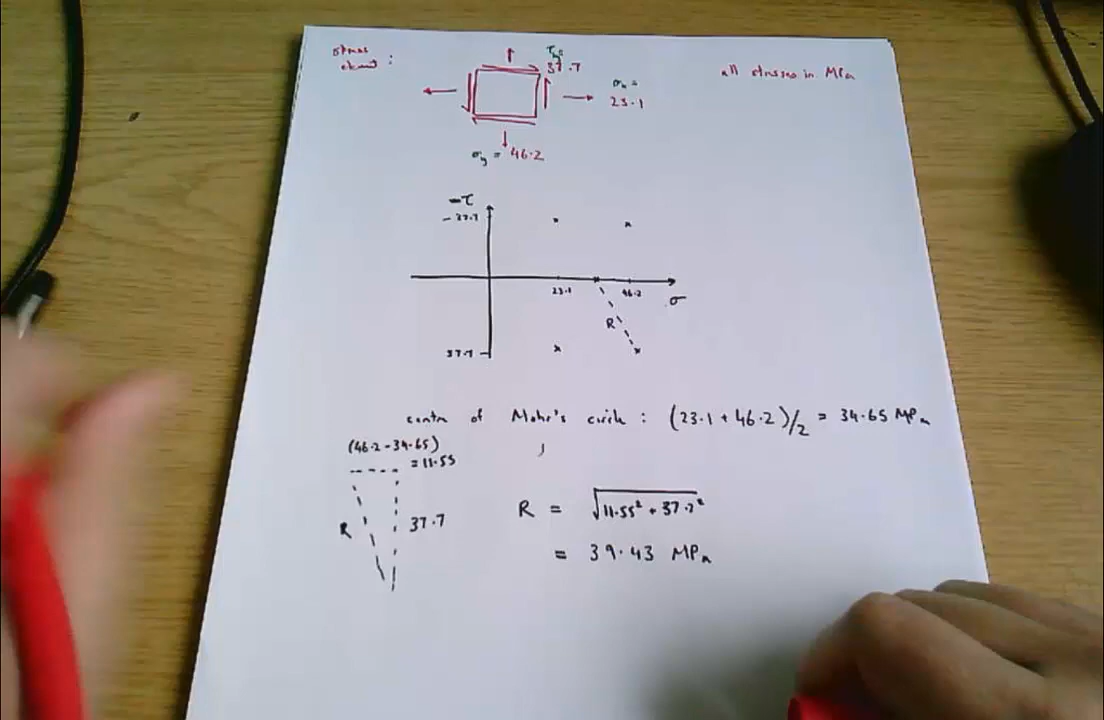 stress
element :
τxy
37.7
all stresses in MPa
σx =
23.1
σy = 46.2
-τ
- 37.7
23.1
46.2
σ
R
37.7
centre of Mohr's circle : (23.1 + 46.2)/2 = 34.65 MPa
(46.2 - 34.65)
= 11.55
R
37.7
R = √11.55² + 37.7²
= 39.43 MPa